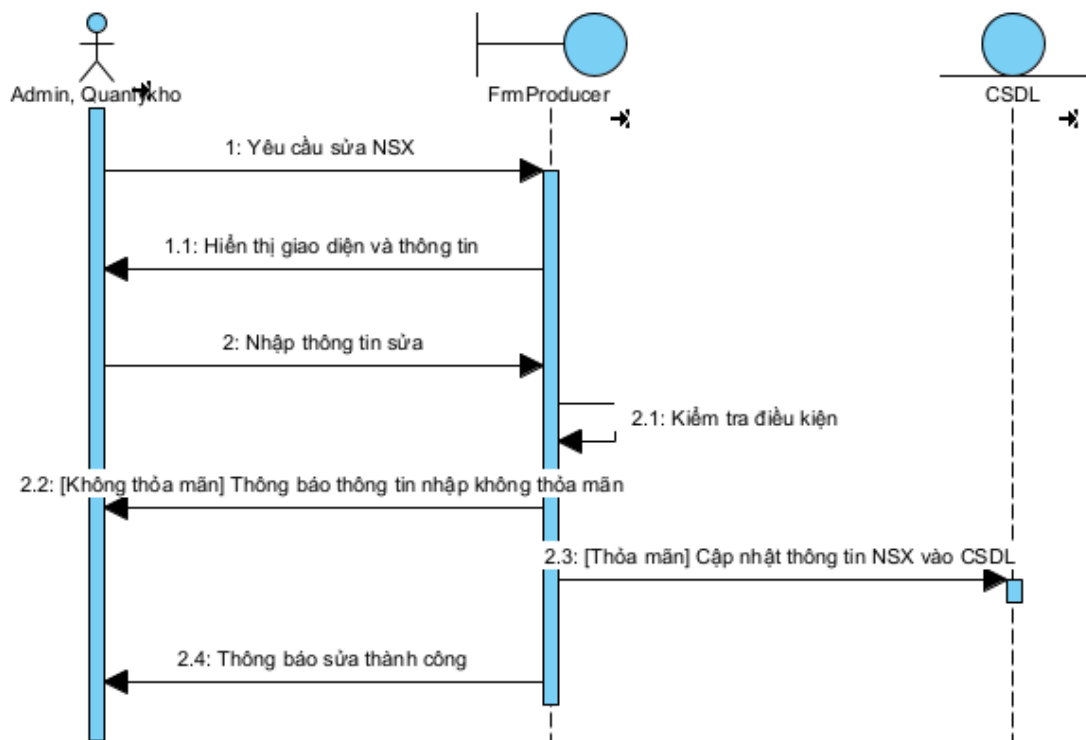 Admin, Quanlykho
FrmProducer
CSDL
1: Yêu cầu sửa NSX
1.1: Hiển thị giao diện và thông tin
2: Nhập thông tin sửa
2.1: Kiểm tra điều kiện
2.2: [Không thỏa mãn] Thông báo thông tin nhập không thỏa mãn
2.3: [Thỏa mãn] Cập nhật thông tin NSX vào CSDL
2.4: Thông báo sửa thành công